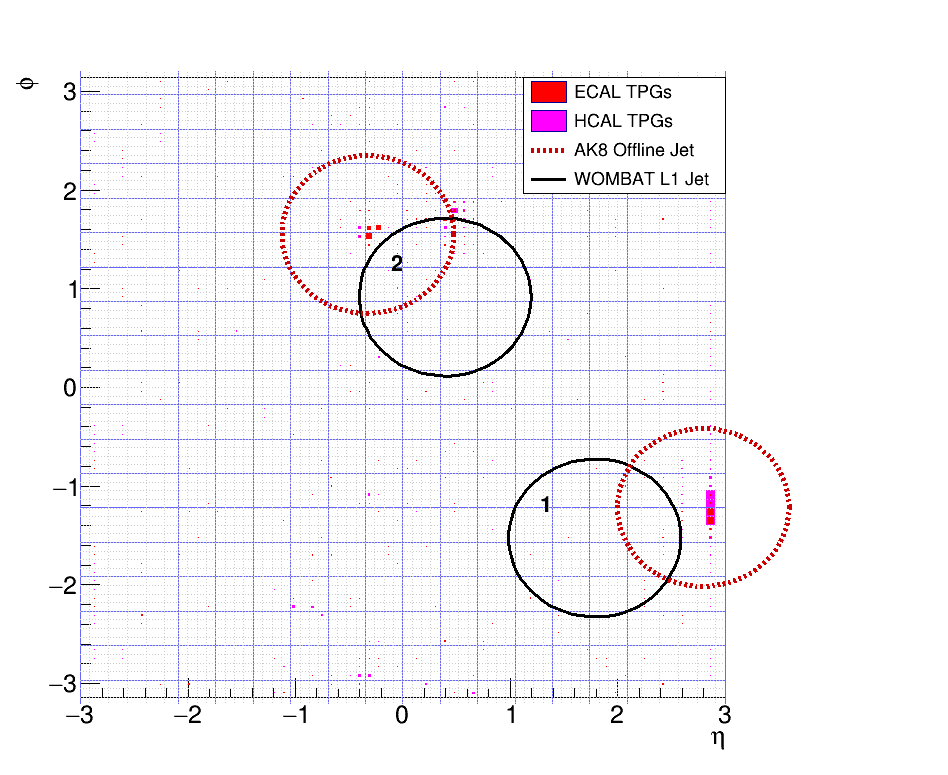 φ
3
2
1
0
−1
−2
−3
ECAL TPGs
HCAL TPGs
AK8 Offline Jet
WOMBAT L1 Jet
2
1
−3 −2 −1 0 1 2 3
η